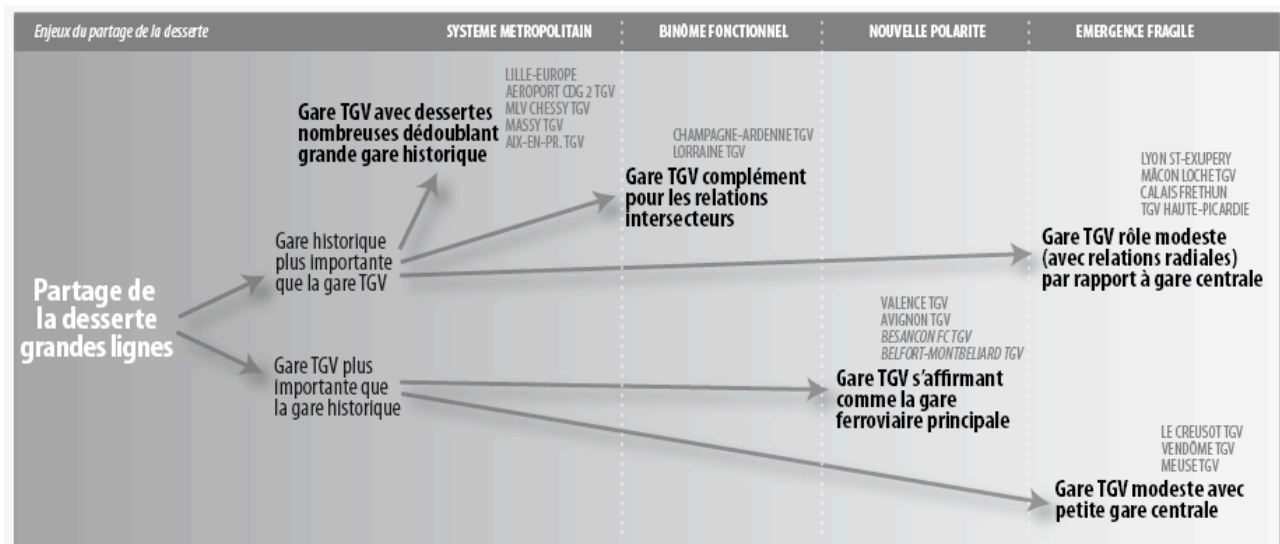 Enjeux du partage de la desserte
SYSTEME METROPOLITAIN
BINÔME FONCTIONNEL
NOUVELLE POLARITE
EMERGENCE FRAGILE
LILLE-EUROPE
AEROPORT CDG 2 TGV
MLV CHESSY TGV
MASSY TGV
AIX-EN-PR. TGV
Gare TGV avec dessertes
nombreuses dédoublant
grande gare historique
CHAMPAGNE-ARDENNE TGV
LORRAINE TGV
Gare TGV complément
pour les relations
intersecteurs
LYON ST-EXUPERY
MÂCON LOCHE TGV
CALAIS FRETHUN
TGV HAUTE-PICARDIE
Gare TGV rôle modeste
(avec relations radiales)
par rapport à gare centrale
Gare historique
plus importante
que la gare TGV
Partage de
la desserte
grandes lignes
Gare TGV plus
importante que
la gare historique
VALENCE TGV
AVIGNON TGV
BESANCON FC TGV
BELFORT-MONTBELIARD TGV
Gare TGV s'affirmant
comme la gare
ferroviaire principale
LE CREUSOT TGV
VENDÔME TGV
MEUSE TGV
Gare TGV modeste avec
petite gare centrale